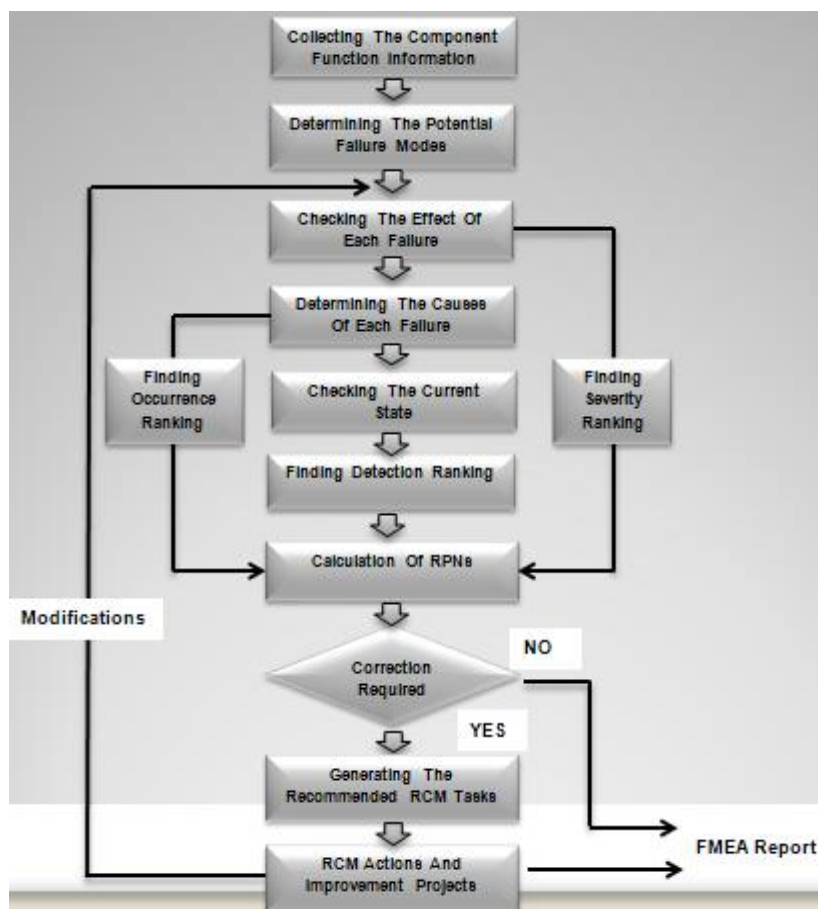 Collecting The Component
Function Information
Determining The Potential
Failure Modes
Checking The Effect Of
Each Failure
Determining The Causes
Of Each Failure
Finding
Occurrence
Ranking
Checking The Current
State
Finding
Severity
Ranking
Finding Detection Ranking
Calculation Of RPNs
Modifications
Correction
Required
NO
YES
Generating The
Recommended RCM Tasks
RCM Actions And
Improvement Projects
FMEA Report